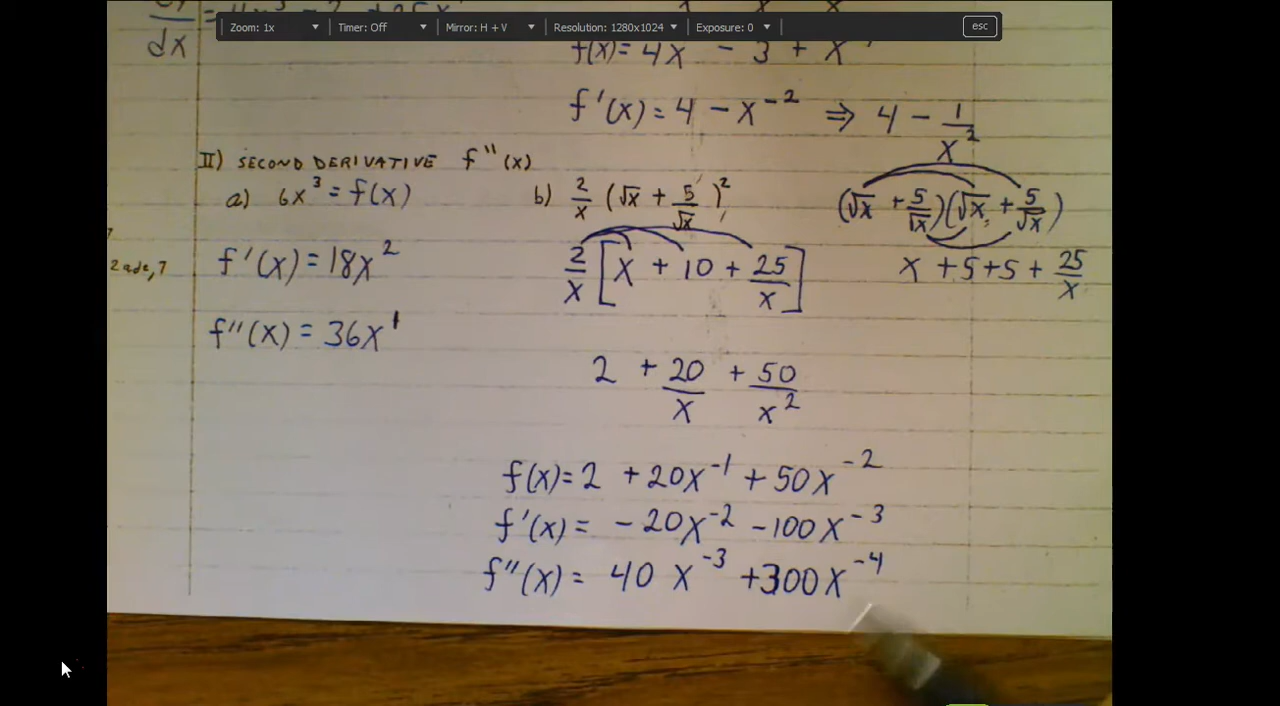 Zoom: 1x Timer: Off Mirror: H + V Resolution: 1280x1024 Exposure: 0 esc
dx
f(x) = 4x - 3 + x
f'(x) = 4 - x^-2 ⇒ 4 - 1/x^2
II) SECOND DERIVATIVE f''(x)
a) 6x^3 = f(x)
f'(x) = 18x^2
f''(x) = 36x^1
b) 2/x (√x + 5/√x)^2
(√x + 5/√x)(√x + 5/√x)
2/x [x + 10 + 25/x]
x + 5 + 5 + 25/x
2 + 20/x + 50/x^2
f(x) = 2 + 20x^-1 + 50x^-2
f'(x) = - 20x^-2 - 100x^-3
f''(x) = 40x^-3 + 300x^-4